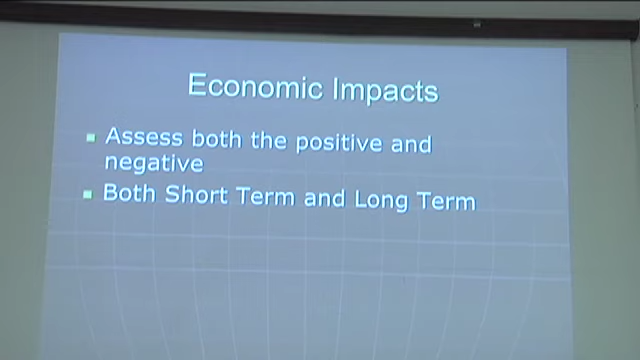 Economic Impacts
Assess both the positive and
negative
Both Short Term and Long Term